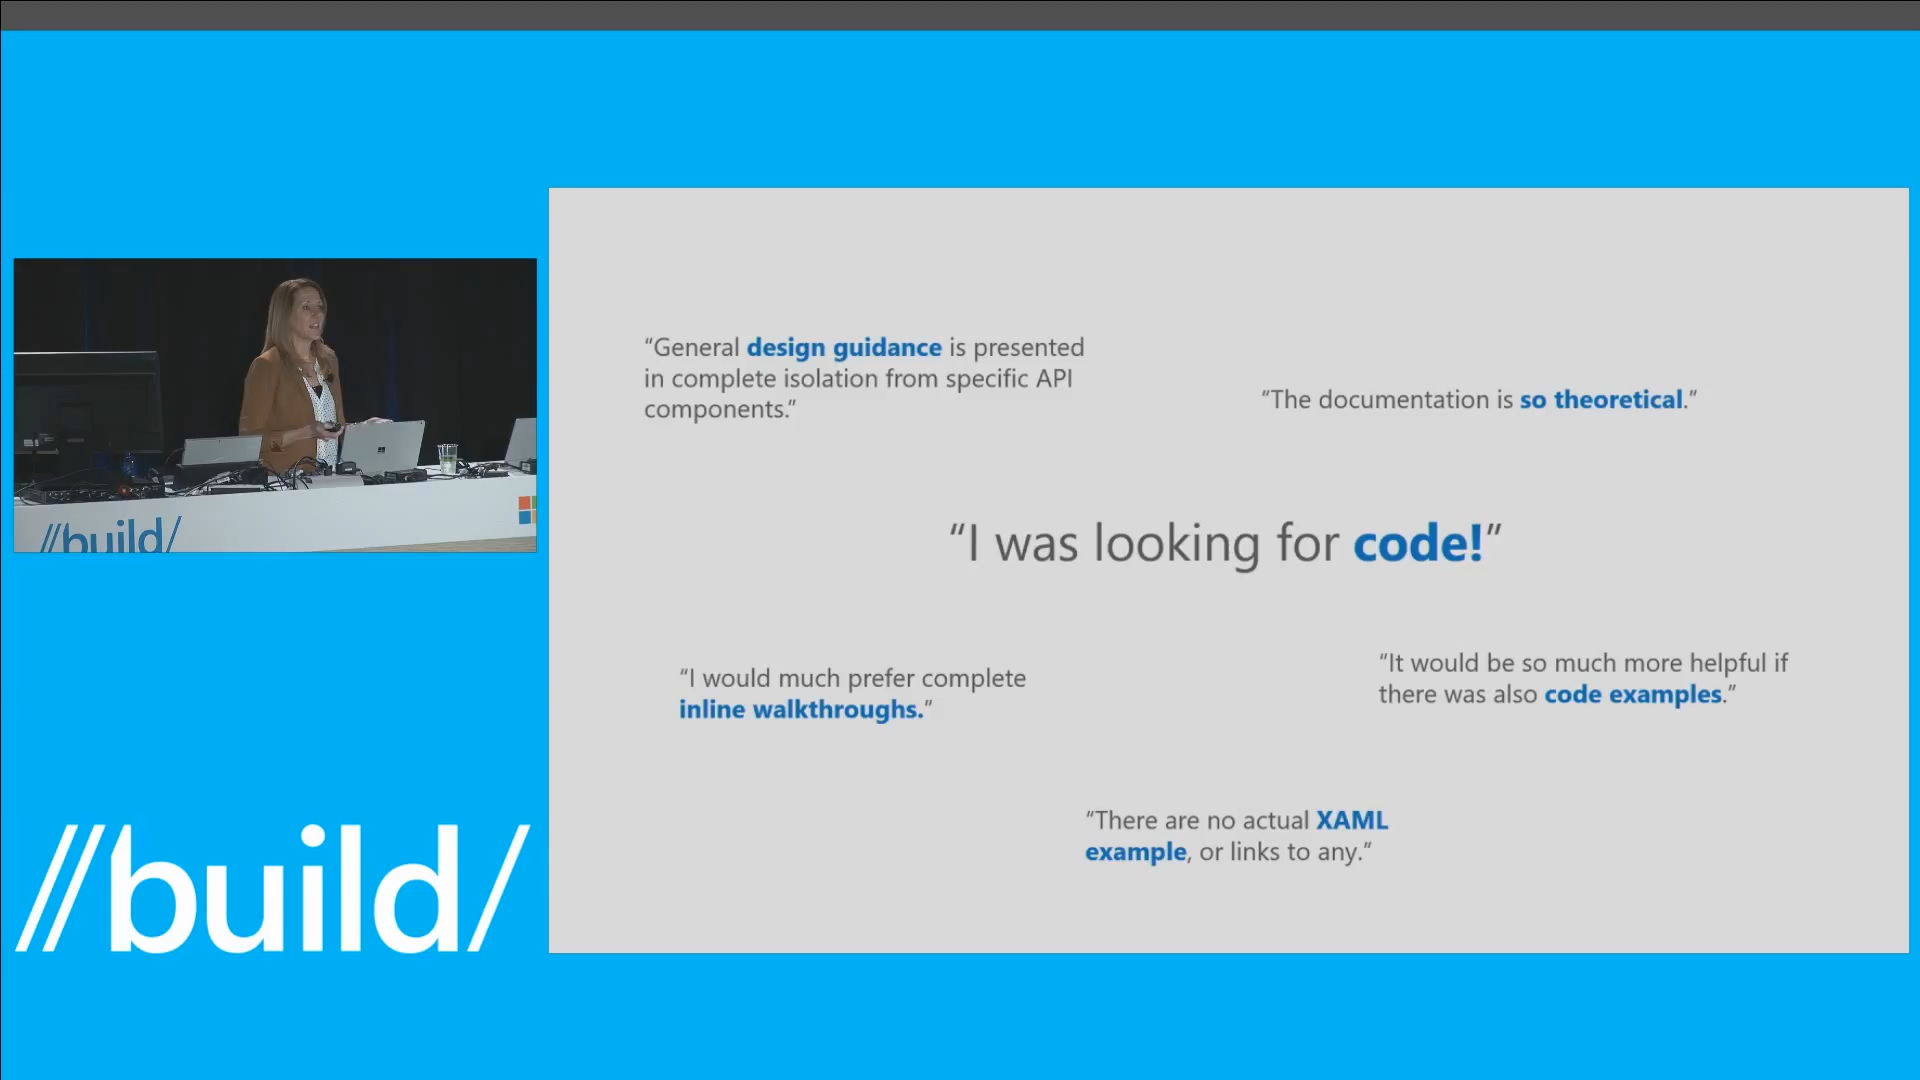 “General design guidance is presented
in complete isolation from specific API
components.”
“The documentation is so theoretical.”
“I was looking for code!”
“I would much prefer complete
inline walkthroughs.”
“It would be so much more helpful if
there was also code examples.”
“There are no actual XAML
example, or links to any.”
//build/
//build/